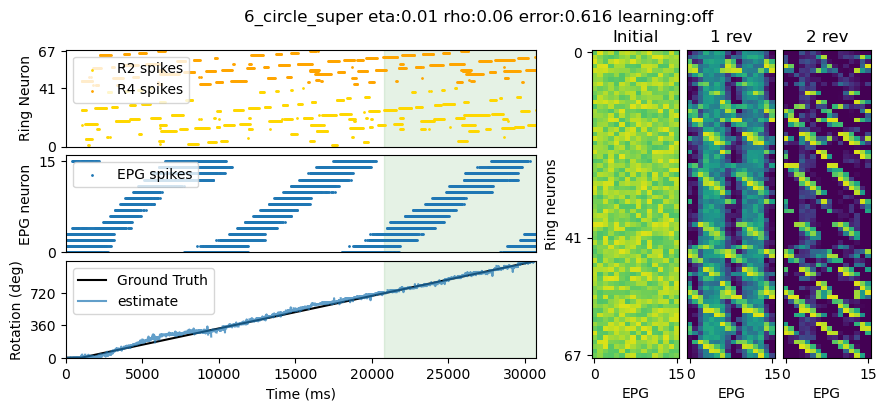 6_circle_super eta:0.01 rho:0.06 error:0.616 learning:off
Initial
1 rev
2 rev
67
41
0
Ring Neuron
R2 spikes
R4 spikes
15
0
EPG neuron
EPG spikes
720
360
0
Rotation (deg)
Ground Truth
estimate
0 5000 10000 15000 20000 25000 30000
Time (ms)
0
41
67
Ring neurons
0 15
0 15
0 15
EPG
EPG
EPG